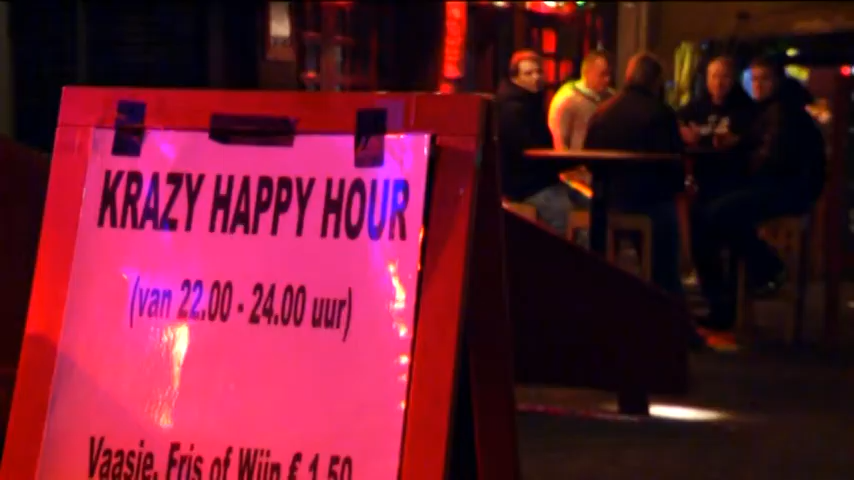 KRAZY HAPPY HOUR
(van 22.00 - 24.00 uur)
Vaasje, Fris of Wijn € 1,50